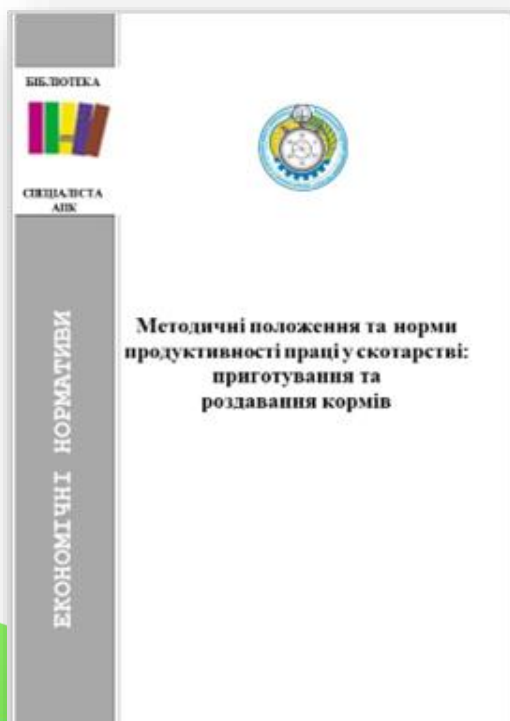 БІБЛІОТЕКА
СПЕЦІАЛІСТА
АПК
ЕКОНОМІЧНІ НОРМАТИВИ
Методичні положення та норми
продуктивності праці у скотарстві:
приготування та
роздавання кормів